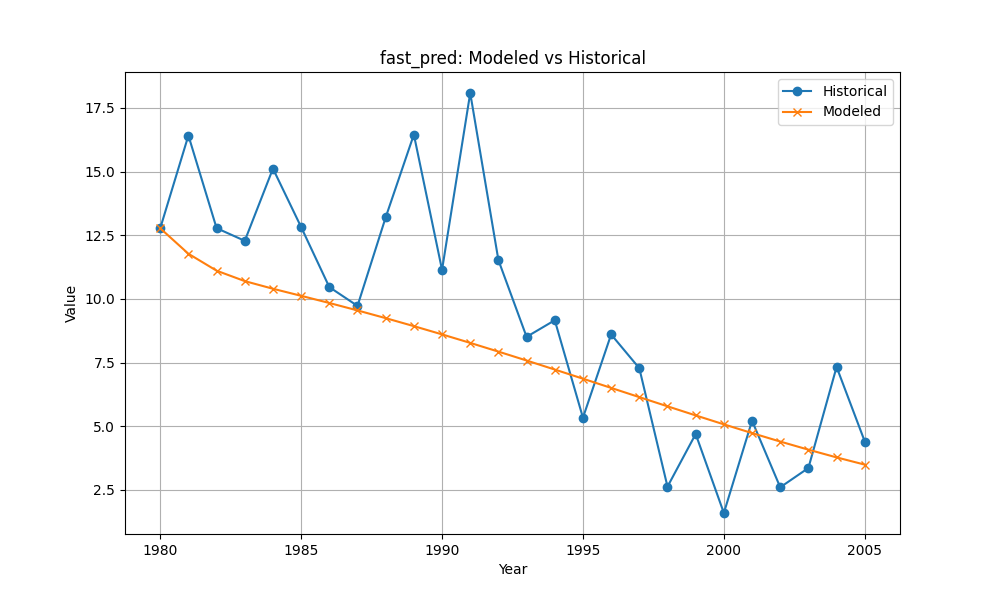 fast_pred: Modeled vs Historical
Historical
Modeled
17.5
15.0
12.5
10.0
7.5
5.0
2.5
Value
1980
1985
1990
1995
2000
2005
Year